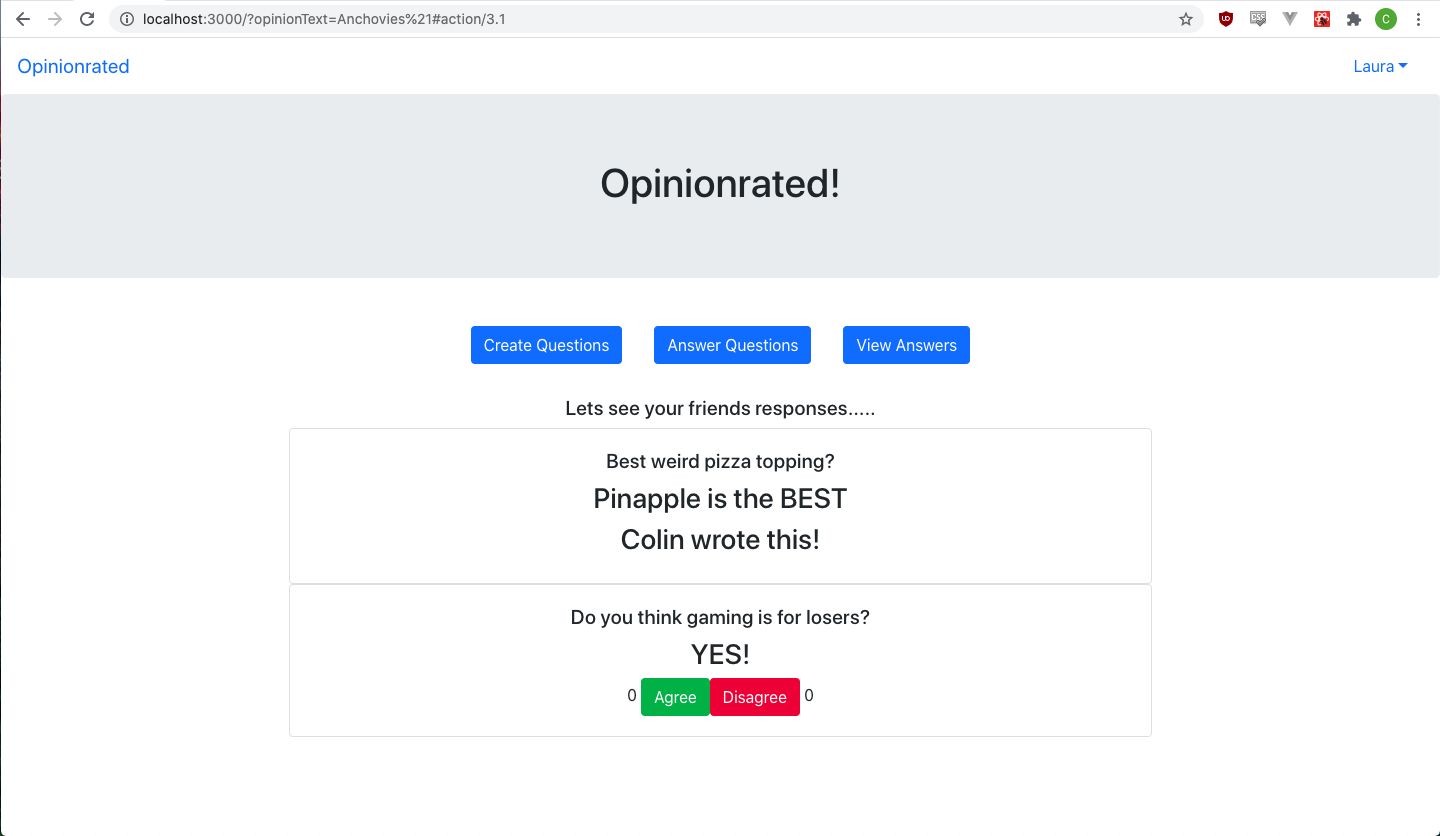 localhost:3000/?opinionText=Anchovies%21#action/3.1
UD
CSS
C
Opinionrated
Laura
Opinionrated!
Create Questions
Answer Questions
View Answers
Lets see your friends responses.....
Best weird pizza topping?
Pinapple is the BEST
Colin wrote this!
Do you think gaming is for losers?
YES!
0 Agree Disagree 0